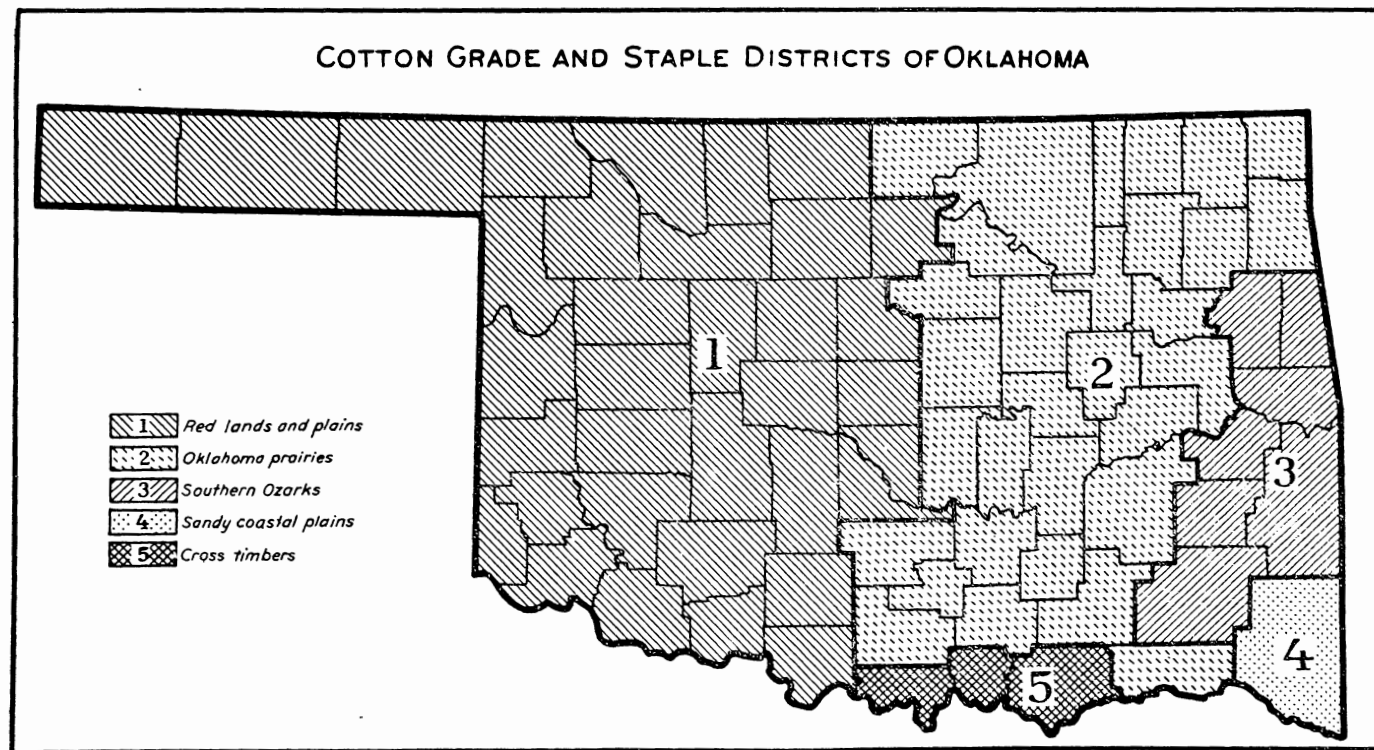 COTTON GRADE AND STAPLE DISTRICTS OF OKLAHOMA
1
2
3
4
5
1 Red lands and plains
2 Oklahoma prairies
3 Southern Ozarks
4 Sandy coastal plains
5 Cross timbers